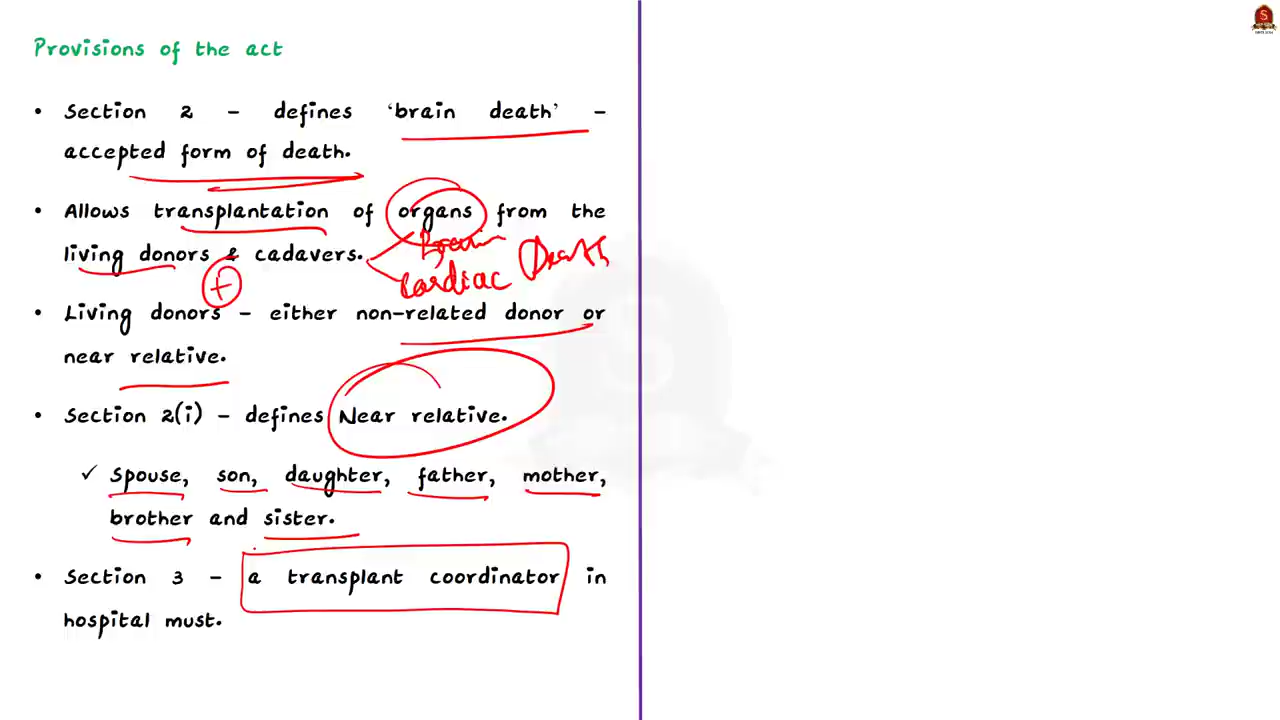 Provisions of the act
• Section 2 - defines 'brain death' -
accepted form of death.
• Allows transplantation of organs from the
living donors & cadavers.
Brain
Cardiac Death
• Living donors - either non-related donor or
near relative.
• Section 2(i) - defines Near relative.
✓ Spouse, son, daughter, father, mother,
brother and sister.
• Section 3 - a transplant coordinator in
hospital must.